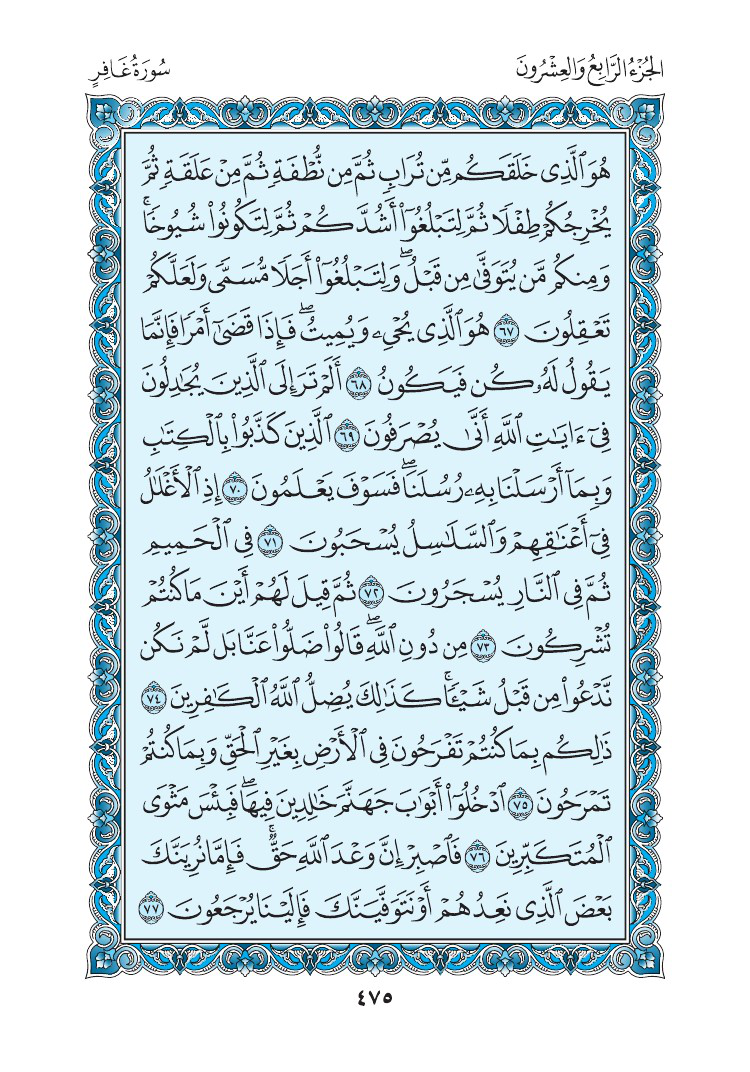 الجُزْءُ الرَّابِعُ وَالعِشْرُونَ
سُورَةُ غَافِرٍ
هُوَ ٱلَّذِى خَلَقَكُم مِّن تُرَابٍ ثُمَّ مِن نُّطْفَةٍ ثُمَّ مِنْ عَلَقَةٍ ثُمَّ
يُخْرِجُكُمْ طِفْلًا ثُمَّ لِتَبْلُغُوٓا۟ أَشُدَّكُمْ ثُمَّ لِتَكُونُوا۟ شُيُوخًا ۚ
وَمِنكُم مَّن يُتَوَفَّىٰ مِن قَبْلُ ۖ وَلِتَبْلُغُوٓا۟ أَجَلًا مُّسَمًّى وَلَعَلَّكُمْ
تَعْقِلُونَ ٦٧ هُوَ ٱلَّذِى يُحْىِۦ وَيُمِيتُ ۖ فَإِذَا قَضَىٰٓ أَمْرًا فَإِنَّمَا
يَقُولُ لَهُۥ كُن فَيَكُونُ ٦٨ أَلَمْ تَرَ إِلَى ٱلَّذِينَ يُجَٰدِلُونَ
فِىٓ ءَايَٰتِ ٱللَّهِ أَنَّىٰ يُصْرَفُونَ ٦٩ ٱلَّذِينَ كَذَّبُوا۟ بِٱلْكِتَٰبِ
وَبِمَآ أَرْسَلْنَا بِهِۦ رُسُلَنَا ۖ فَسَوْفَ يَعْلَمُونَ ٧٠ إِذِ ٱلْأَغْلَٰلُ
فِىٓ أَعْنَٰقِهِمْ وَٱلسَّلَٰسِلُ يُسْحَبُونَ ٧١ فِى ٱلْحَمِيمِ
ثُمَّ فِى ٱلنَّارِ يُسْجَرُونَ ٧٢ ثُمَّ قِيلَ لَهُمْ أَيْنَ مَا كُنتُمْ
تُشْرِكُونَ ٧٣ مِن دُونِ ٱللَّهِ ۖ قَالُوا۟ ضَلُّوا۟ عَنَّا بَل لَّمْ نَكُن
نَّدْعُوا۟ مِن قَبْلُ شَيْـًٔا ۚ كَذَٰلِكَ يُضِلُّ ٱللَّهُ ٱلْكَٰفِرِينَ ٧٤
ذَٰلِكُم بِمَا كُنتُمْ تَفْرَحُونَ فِى ٱلْأَرْضِ بِغَيْرِ ٱلْحَقِّ وَبِمَا كُنتُمْ
تَمْرَحُونَ ٧٥ ٱدْخُلُوٓا۟ أَبْوَٰبَ جَهَنَّمَ خَٰلِدِينَ فِيهَا ۖ فَبِئْسَ مَثْوَى
ٱلْمُتَكَبِّرِينَ ٧٦ فَٱصْبِرْ إِنَّ وَعْدَ ٱللَّهِ حَقٌّ ۚ فَإِمَّا نُرِيَنَّكَ
بَعْضَ ٱلَّذِى نَعِدُهُمْ أَوْ نَتَوَفَّيَنَّكَ فَإِلَيْنَا يُرْجَعُونَ ٧٧
٤٧٥